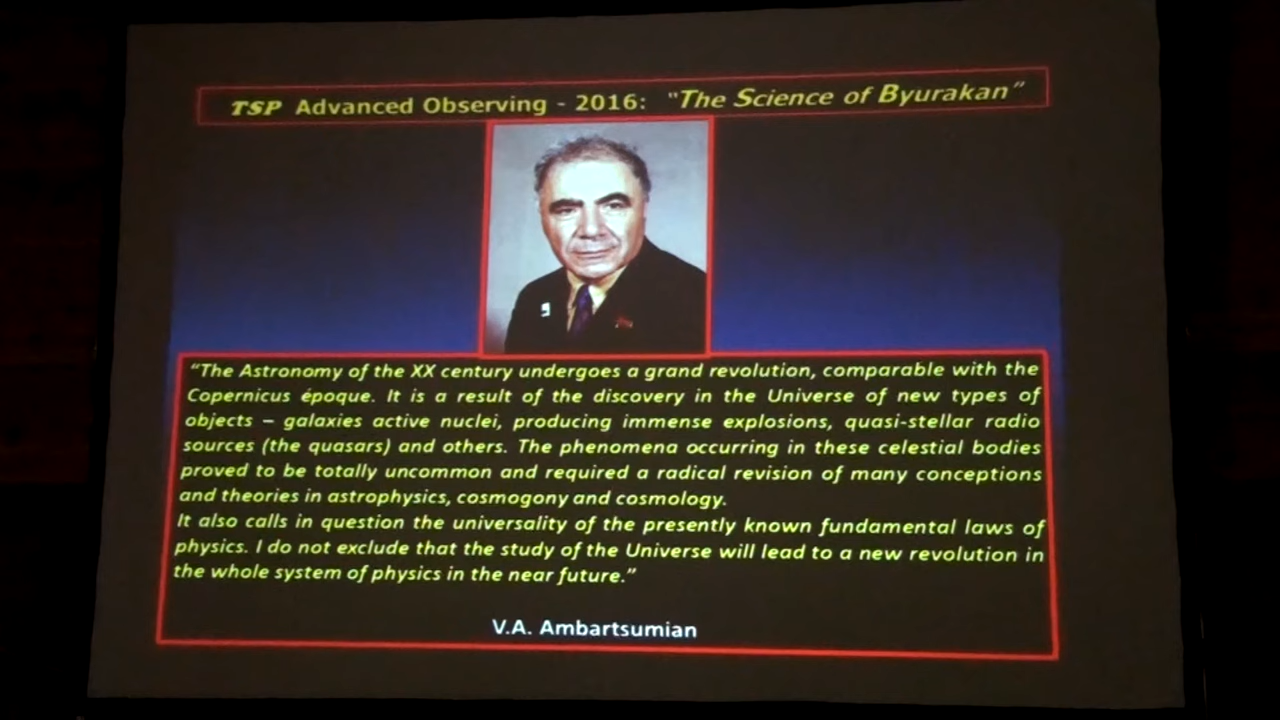 TSP Advanced Observing - 2016: "The Science of Byurakan"
“The Astronomy of the XX century undergoes a grand revolution, comparable with the
Copernicus époque. It is a result of the discovery in the Universe of new types of
objects – galaxies active nuclei, producing immense explosions, quasi-stellar radio
sources (the quasars) and others. The phenomena occurring in these celestial bodies
proved to be totally uncommon and required a radical revision of many conceptions
and theories in astrophysics, cosmogony and cosmology.
It also calls in question the universality of the presently known fundamental laws of
physics. I do not exclude that the study of the Universe will lead to a new revolution in
the whole system of physics in the near future.”
V.A. Ambartsumian